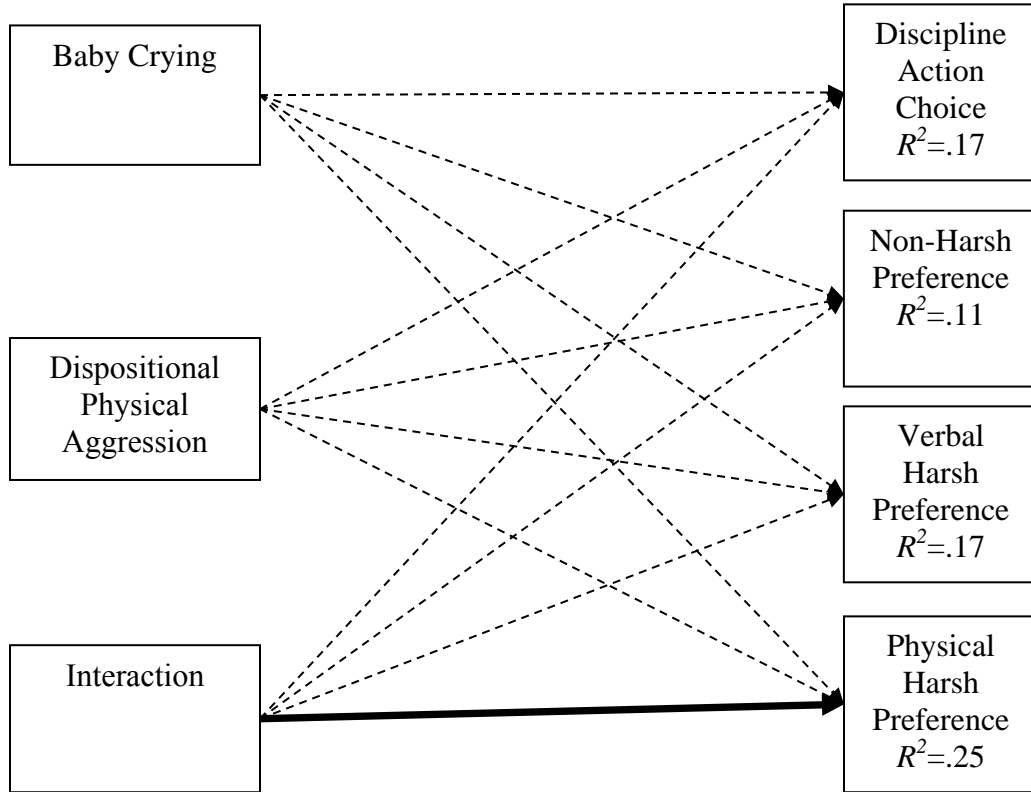 Baby Crying
Dispositional
Physical
Aggression
Interaction
Discipline
Action
Choice
R²=.17
Non-Harsh
Preference
R²=.11
Verbal
Harsh
Preference
R²=.17
Physical
Harsh
Preference
R²=.25